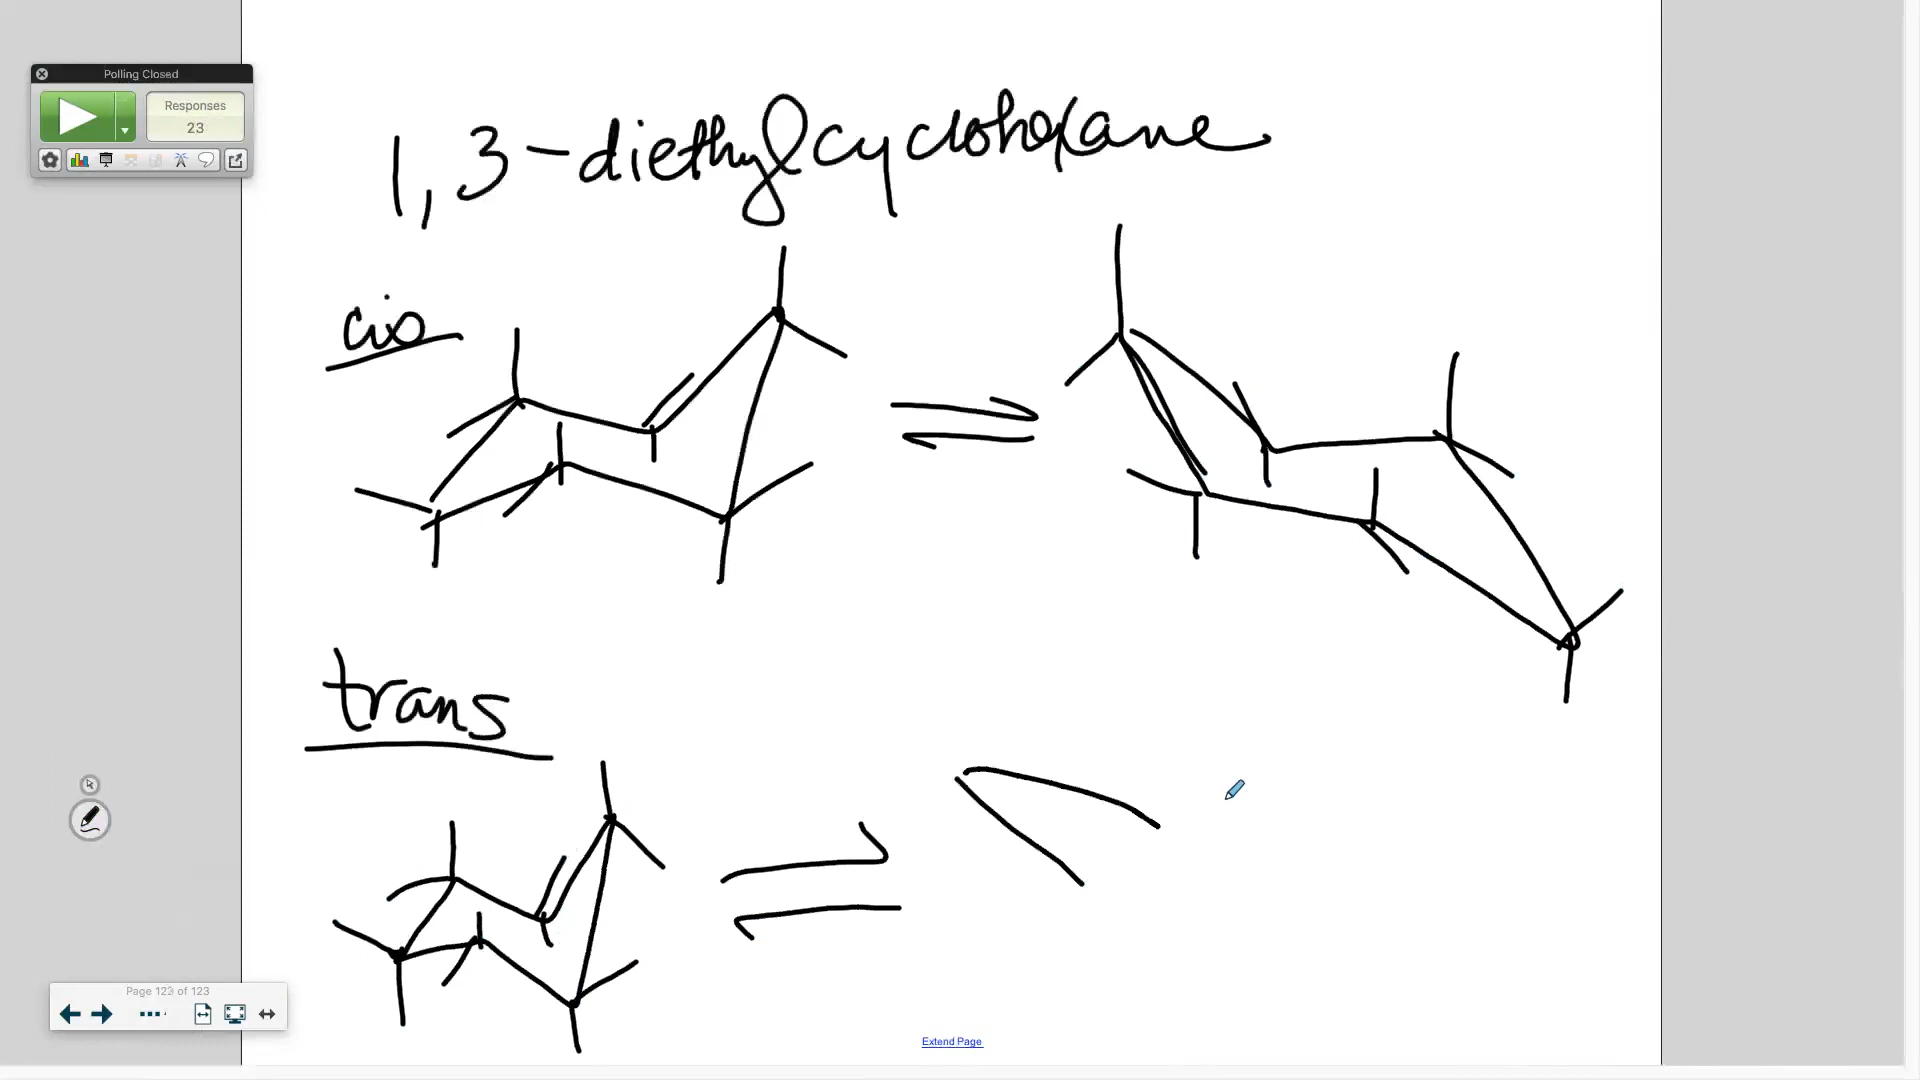 Polling Closed
Responses
23
1,3-diethylcyclohexane
cis
trans
Page 123 of 123
Extend Page